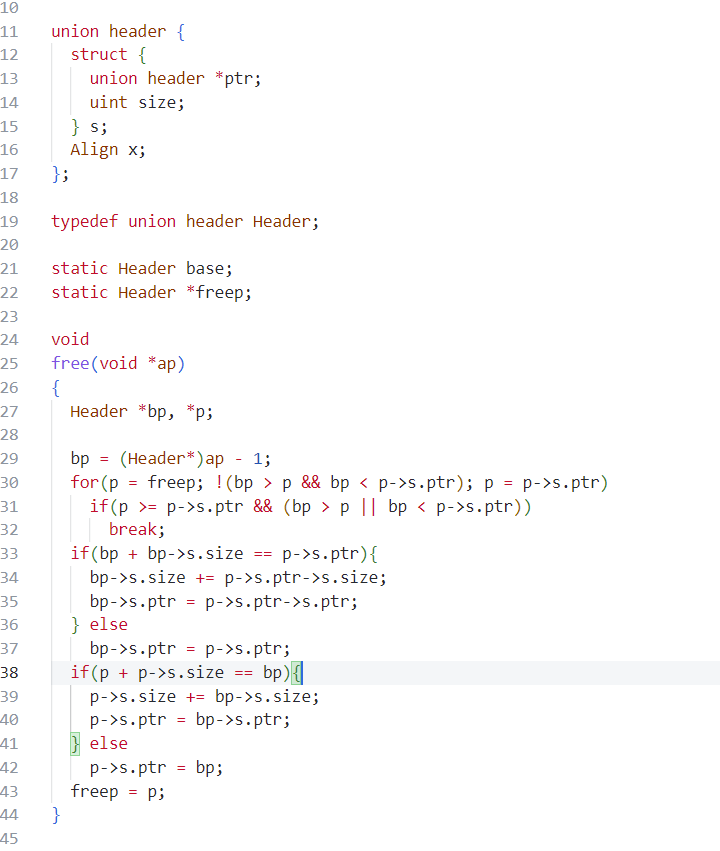 10
11 union header {
12   struct {
13     union header *ptr;
14     uint size;
15   } s;
16   Align x;
17 };
18
19 typedef union header Header;
20
21 static Header base;
22 static Header *freep;
23
24 void
25 free(void *ap)
26 {
27   Header *bp, *p;
28
29   bp = (Header*)ap - 1;
30   for(p = freep; !(bp > p && bp < p->s.ptr); p = p->s.ptr)
31     if(p >= p->s.ptr && (bp > p || bp < p->s.ptr))
32       break;
33   if(bp + bp->s.size == p->s.ptr){
34     bp->s.size += p->s.ptr->s.size;
35     bp->s.ptr = p->s.ptr->s.ptr;
36   } else
37     bp->s.ptr = p->s.ptr;
38   if(p + p->s.size == bp){
39     p->s.size += bp->s.size;
40     p->s.ptr = bp->s.ptr;
41   } else
42     p->s.ptr = bp;
43   freep = p;
44 }
45